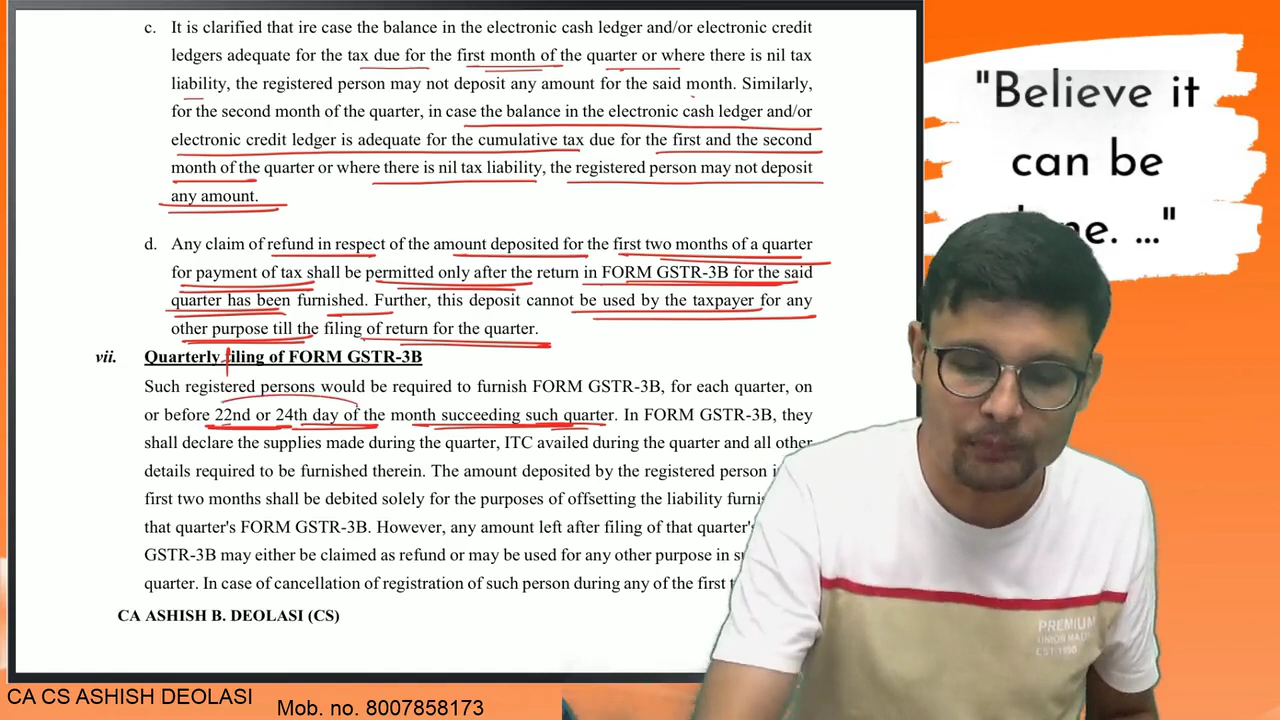 c. It is clarified that ire case the balance in the electronic cash ledger and/or electronic credit
ledgers adequate for the tax due for the first month of the quarter or where there is nil tax
liability, the registered person may not deposit any amount for the said month. Similarly,
for the second month of the quarter, in case the balance in the electronic cash ledger and/or
electronic credit ledger is adequate for the cumulative tax due for the first and the second
month of the quarter or where there is nil tax liability, the registered person may not deposit
any amount.
d. Any claim of refund in respect of the amount deposited for the first two months of a quarter
for payment of tax shall be permitted only after the return in FORM GSTR-3B for the said
quarter has been furnished. Further, this deposit cannot be used by the taxpayer for any
other purpose till the filing of return for the quarter.
vii. Quarterly filing of FORM GSTR-3B
Such registered persons would be required to furnish FORM GSTR-3B, for each quarter, on
or before 22nd or 24th day of the month succeeding such quarter. In FORM GSTR-3B, they
shall declare the supplies made during the quarter, ITC availed during the quarter and all other
details required to be furnished therein. The amount deposited by the registered person
first two months shall be debited solely for the purposes of offsetting the liability
that quarter's FORM GSTR-3B. However, any amount left after filing of that quarter's
GSTR-3B may either be claimed as refund or may be used for any other purpose in
quarter. In case of cancellation of registration of such person during any of the first
CA ASHISH B. DEOLASI (CS)
"Believe it
can be
..."
PREMIUM
UNION MADE
EST.
CA CS ASHISH DEOLASI
Mob. no. 8007858173